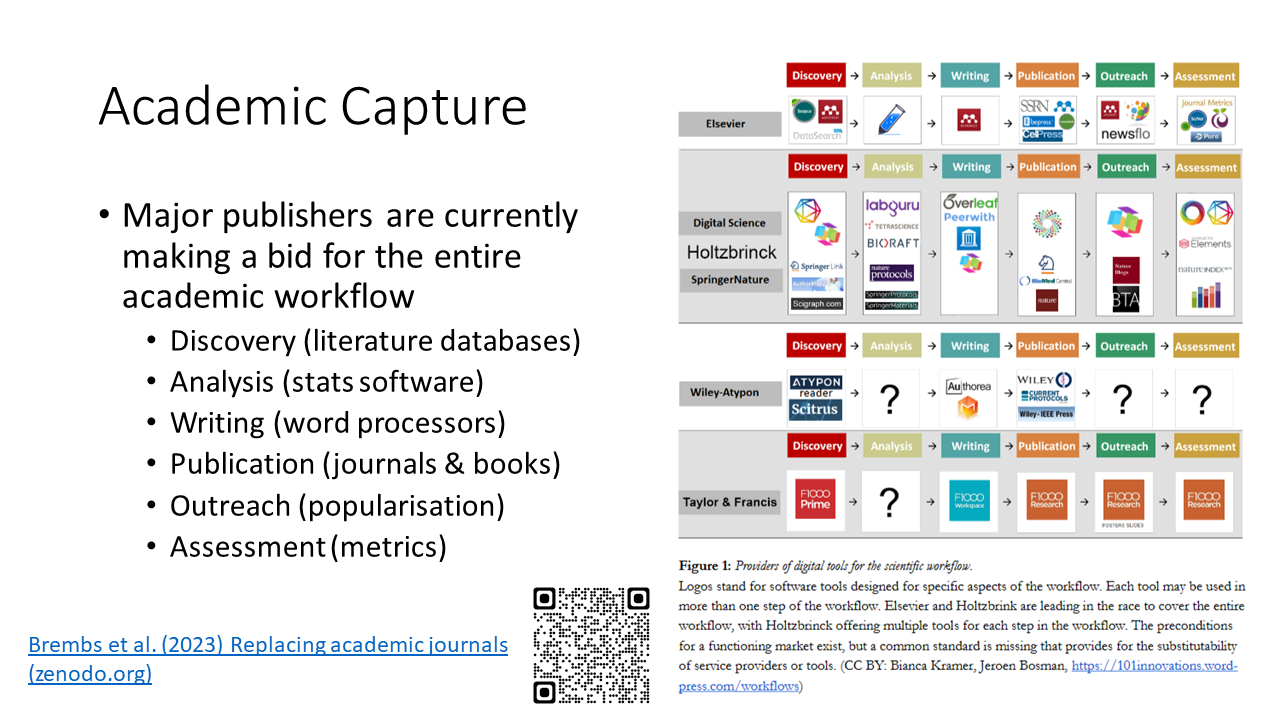 Academic Capture
• Major publishers are currently
making a bid for the entire
academic workflow
• Discovery (literature databases)
• Analysis (stats software)
• Writing (word processors)
• Publication (journals & books)
• Outreach (popularisation)
• Assessment (metrics)
Brembs et al. (2023) Replacing academic journals
(zenodo.org)
Discovery → Analysis → Writing → Publication → Outreach → Assessment
Elsevier
Scopus
DataSearch
SSRN
bepress
CellPress
newsflo
Journal Metrics
SciVal
Pure
Discovery → Analysis → Writing → Publication → Outreach → Assessment
Digital Science
Holtzbrinck
SpringerNature
Springer Link
Scigraph.com
labguru
TETRASCIENCE
BIORAFT
nature
protocols
SpringerProtocols
SpringerMaterials
Overleaf
Peerwith
BioMed Central
nature
Nature
Blogs
BTA
Elements
natureINDEX
Discovery → Analysis → Writing → Publication → Outreach → Assessment
Wiley-Atypon
ATYPON
reader
Scitrus
?
Authorea
WILEY
CURRENT
PROTOCOLS
Wiley-IEEE Press
?
?
Discovery → Analysis → Writing → Publication → Outreach → Assessment
Taylor & Francis
F1000
Prime
?
F1000
Workspace
F1000
Research
F1000
Research
POSTERS SLIDES
F1000
Research
Figure 1: Providers of digital tools for the scientific workflow.
Logos stand for software tools designed for specific aspects of the workflow. Each tool may be used in
more than one step of the workflow. Elsevier and Holtzbrink are leading in the race to cover the entire
workflow, with Holtzbrinck offering multiple tools for each step in the workflow. The preconditions
for a functioning market exist, but a common standard is missing that provides for the substitutability
of service providers or tools. (CC BY: Bianca Kramer, Jeroen Bosman, https://101innovations.word-
press.com/workflows)